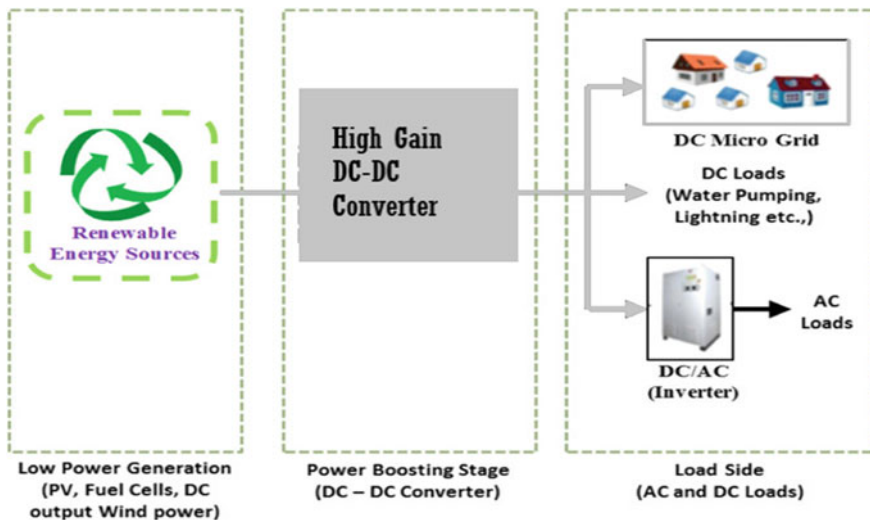 Renewable
Energy Sources
High Gain
DC-DC
Converter
DC Micro Grid
DC Loads
(Water Pumping,
Lightning etc.,)
DC/AC
(Inverter)
AC
Loads
Low Power Generation
(PV, Fuel Cells, DC
output Wind power)
Power Boosting Stage
(DC – DC Converter)
Load Side
(AC and DC Loads)